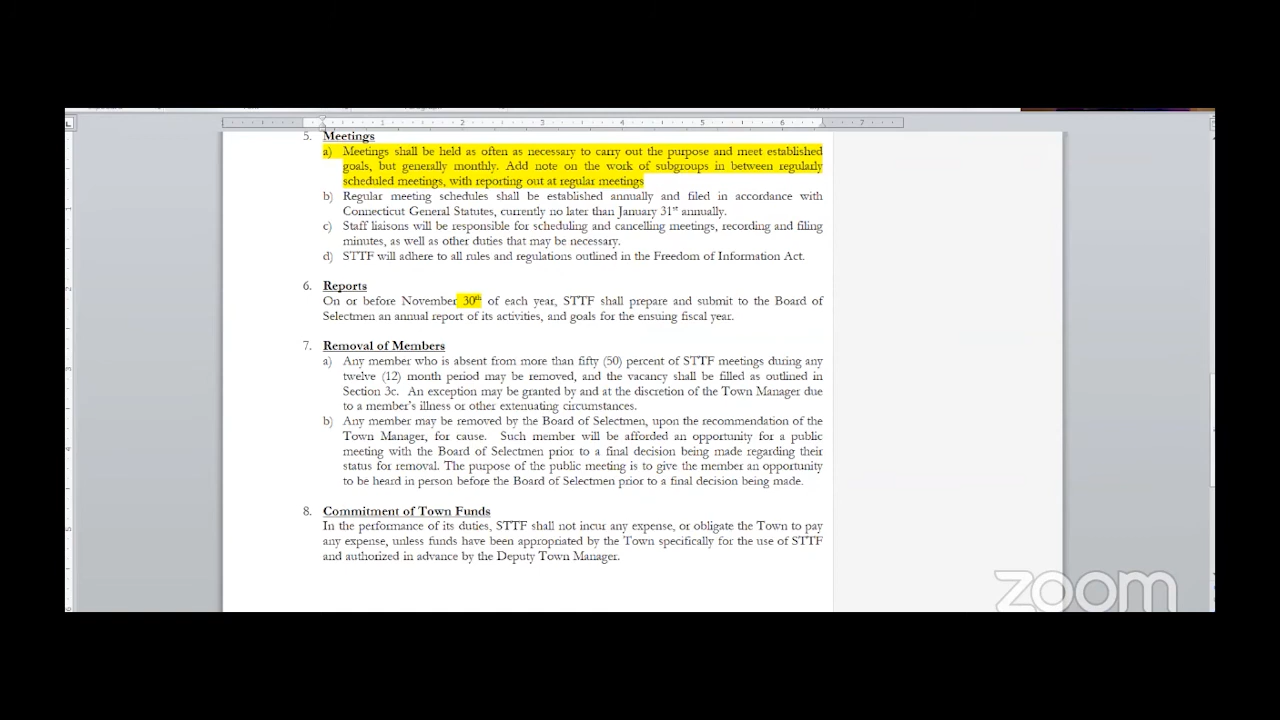 1 2 3 4 5 6 7
5. Meetings
a) Meetings shall be held as often as necessary to carry out the purpose and meet established
goals, but generally monthly. Add note on the work of subgroups in between regularly
scheduled meetings, with reporting out at regular meetings
b) Regular meeting schedules shall be established annually and filed in accordance with
Connecticut General Statutes, currently no later than January 31st annually.
c) Staff liaisons will be responsible for scheduling and cancelling meetings, recording and filing
minutes, as well as other duties that may be necessary.
d) STTF will adhere to all rules and regulations outlined in the Freedom of Information Act.
6. Reports
On or before November 30th of each year, STTF shall prepare and submit to the Board of
Selectmen an annual report of its activities, and goals for the ensuing fiscal year.
7. Removal of Members
a) Any member who is absent from more than fifty (50) percent of STTF meetings during any
twelve (12) month period may be removed, and the vacancy shall be filled as outlined in
Section 3c. An exception may be granted by and at the discretion of the Town Manager due
to a member's illness or other extenuating circumstances.
b) Any member may be removed by the Board of Selectmen, upon the recommendation of the
Town Manager, for cause. Such member will be afforded an opportunity for a public
meeting with the Board of Selectmen prior to a final decision being made regarding their
status for removal. The purpose of the public meeting is to give the member an opportunity
to be heard in person before the Board of Selectmen prior to a final decision being made.
8. Commitment of Town Funds
In the performance of its duties, STTF shall not incur any expense, or obligate the Town to pay
any expense, unless funds have been appropriated by the Town specifically for the use of STTF
and authorized in advance by the Deputy Town Manager.
zoom